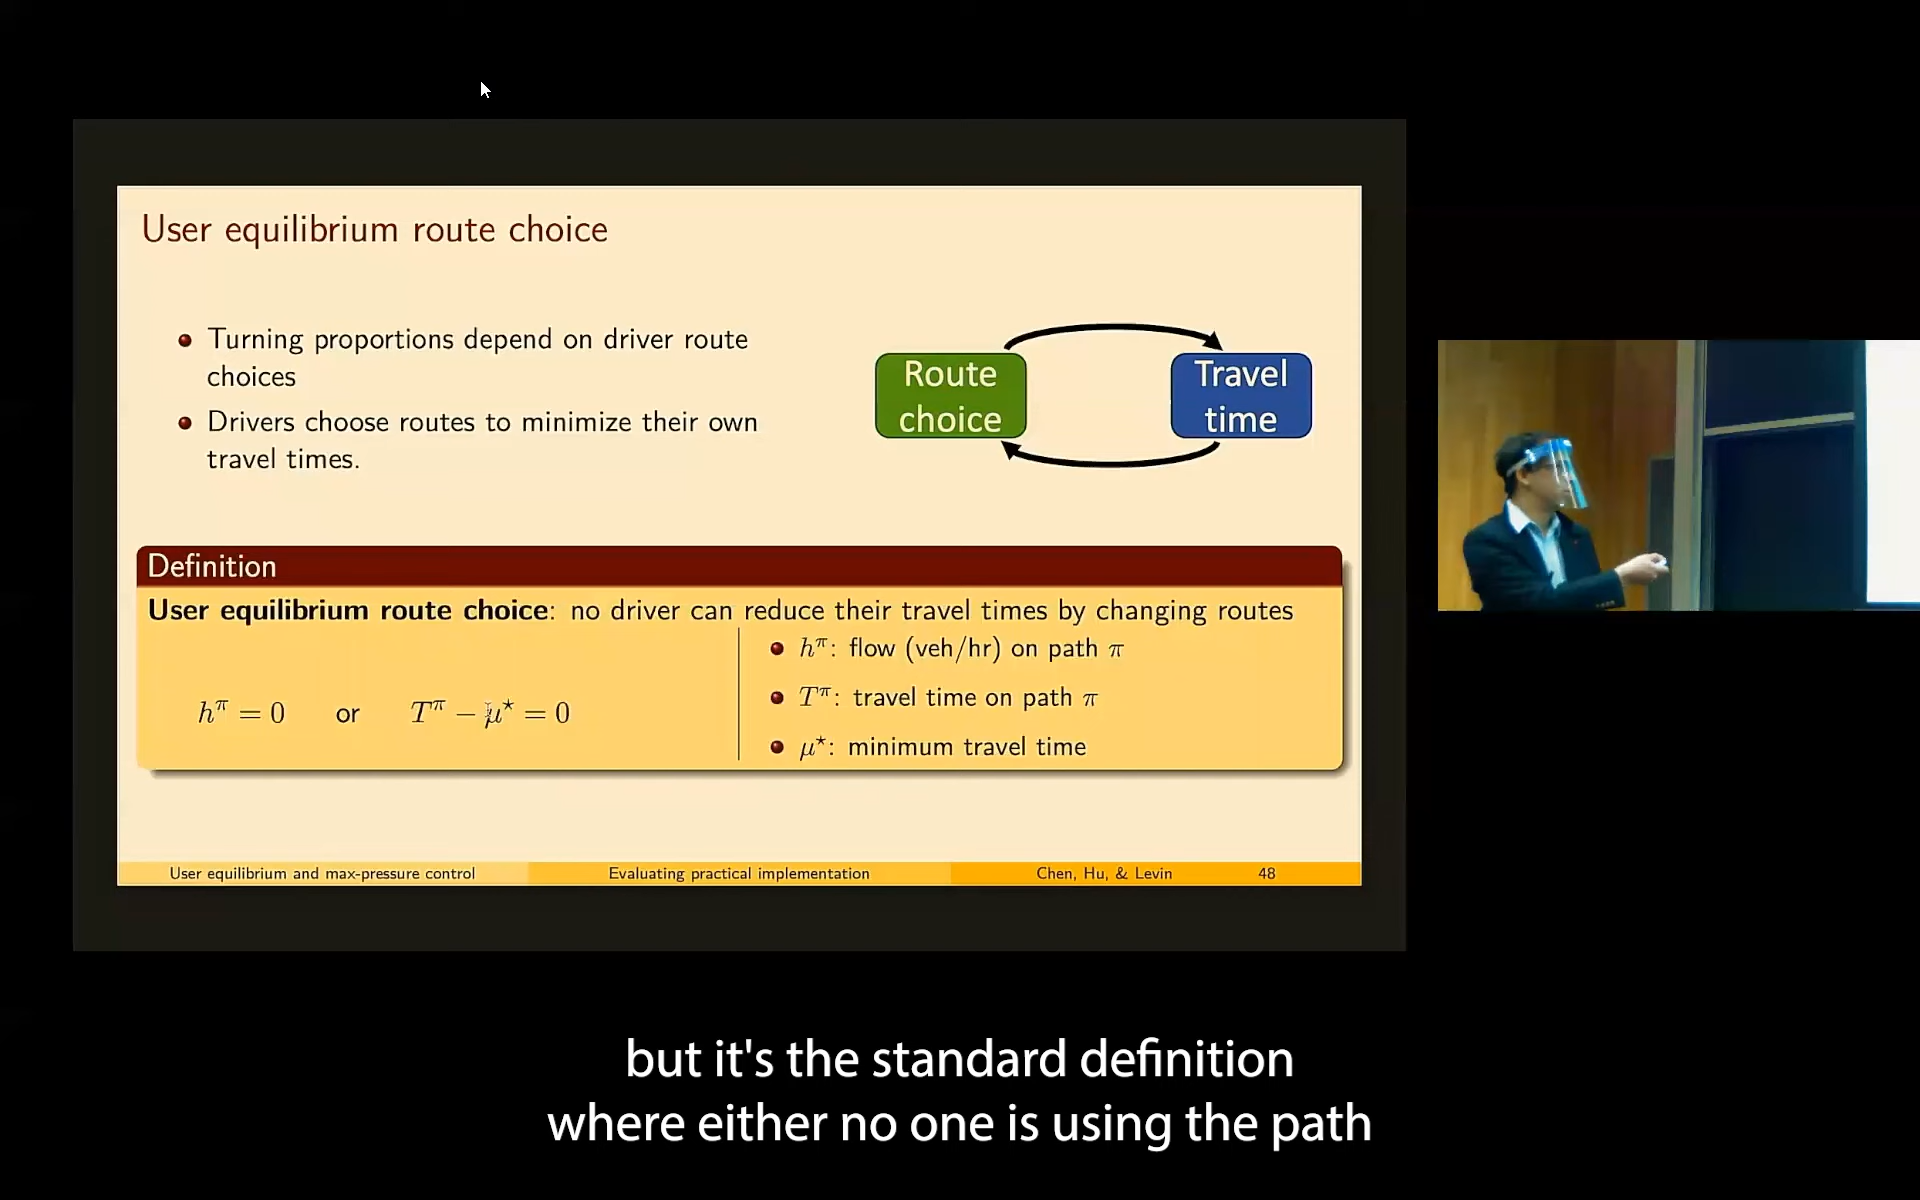 User equilibrium route choice
Turning proportions depend on driver route
choices
Drivers choose routes to minimize their own
travel times.
Route
choice
Travel
time
Definition
User equilibrium route choice: no driver can reduce their travel times by changing routes
h^π = 0 or T^π − μ^⋆ = 0
h^π: flow (veh/hr) on path π
T^π: travel time on path π
μ^⋆: minimum travel time
User equilibrium and max-pressure control
Evaluating practical implementation
Chen, Hu, & Levin
48
but it's the standard definition
where either no one is using the path